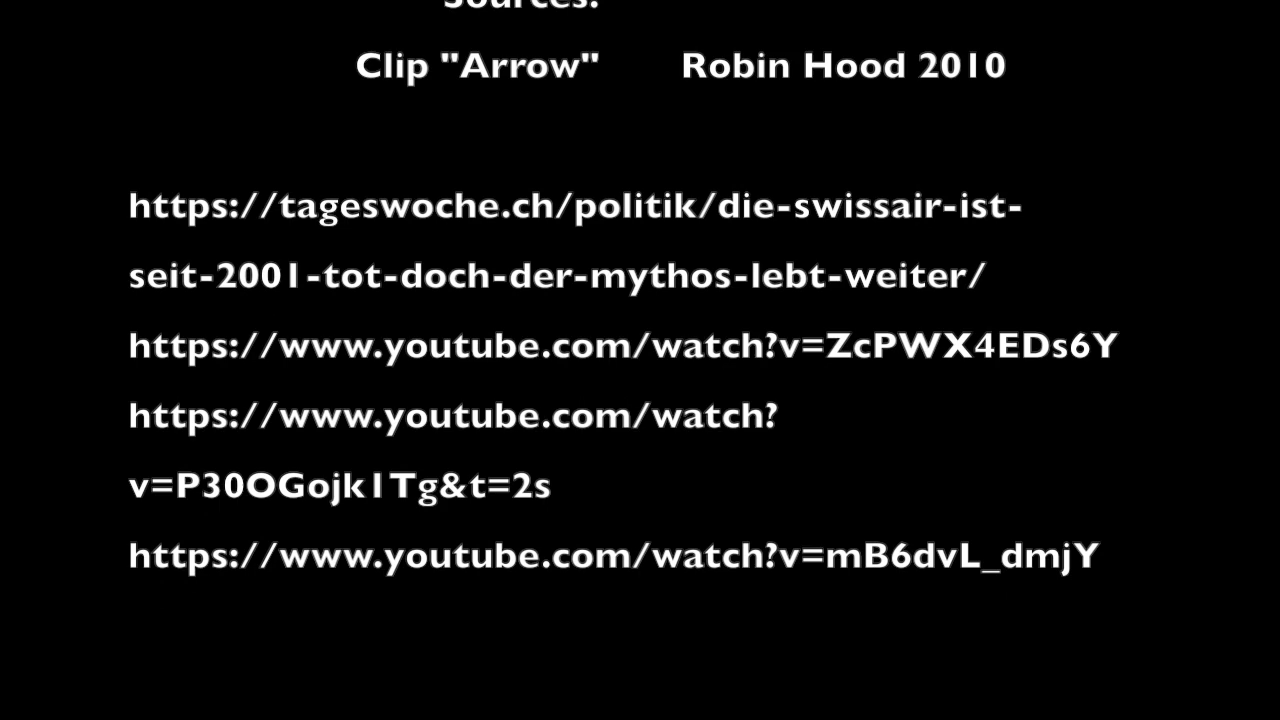 Sources:
Clip "Arrow" Robin Hood 2010
https://tageswoche.ch/politik/die-swissair-ist-
seit-2001-tot-doch-der-mythos-lebt-weiter/
https://www.youtube.com/watch?v=ZcPWX4EDs6Y
https://www.youtube.com/watch?
v=P30OGojk1Tg&t=2s
https://www.youtube.com/watch?v=mB6dvL_dmjY